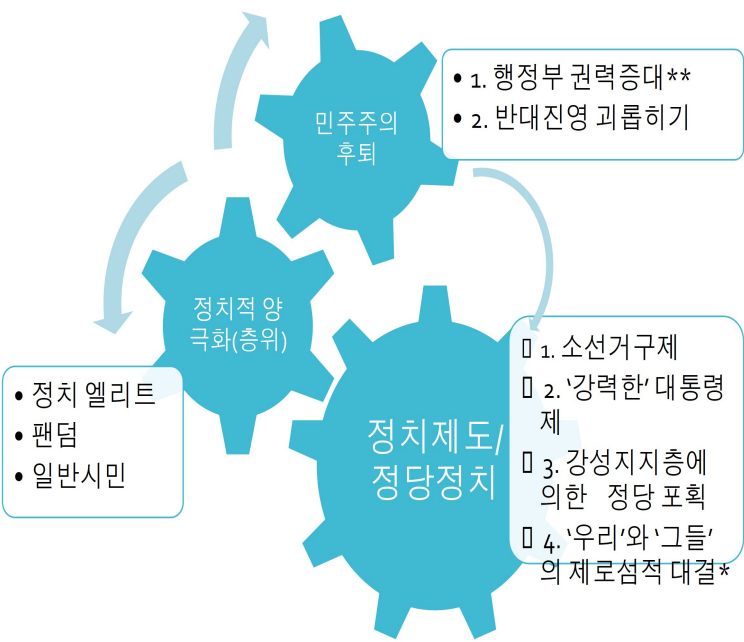 민주주의
후퇴
• 1. 행정부 권력증대**
• 2. 반대진영 괴롭히기
정치적 양
극화(층위)
• 정치 엘리트
• 팬덤
• 일반시민
정치제도/
정당정치
▯ 1. 소선거구제
▯ 2. ‘강력한’ 대통령
제
▯ 3. 강성지지층에
의한 정당 포획
▯ 4. ‘우리’와 ‘그들’
의 제로섬적 대결*